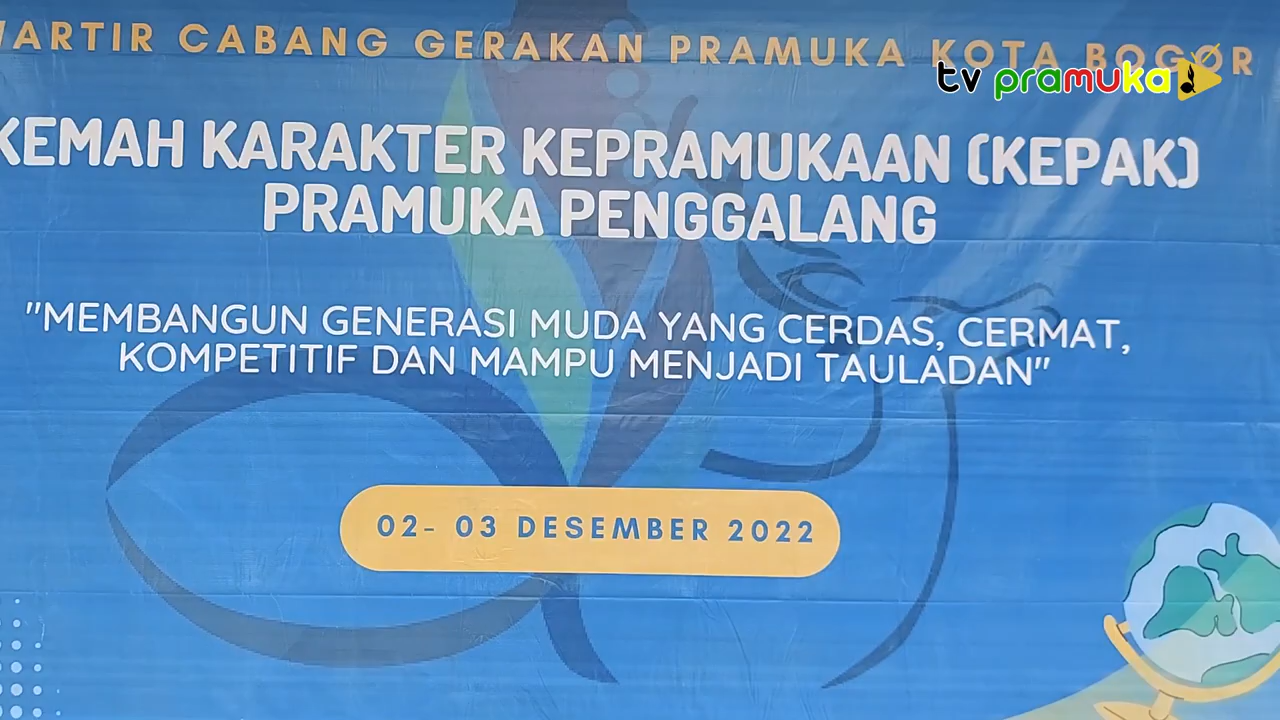 WARTIR CABANG GERAKAN PRAMUKA KOTA BOGOR
tv pramuka
KEMAH KARAKTER KEPRAMUKAAN (KEPAK)
PRAMUKA PENGGALANG
"MEMBANGUN GENERASI MUDA YANG CERDAS, CERMAT,
KOMPETITIF DAN MAMPU MENJADI TAULADAN"
02- 03 DESEMBER 2022